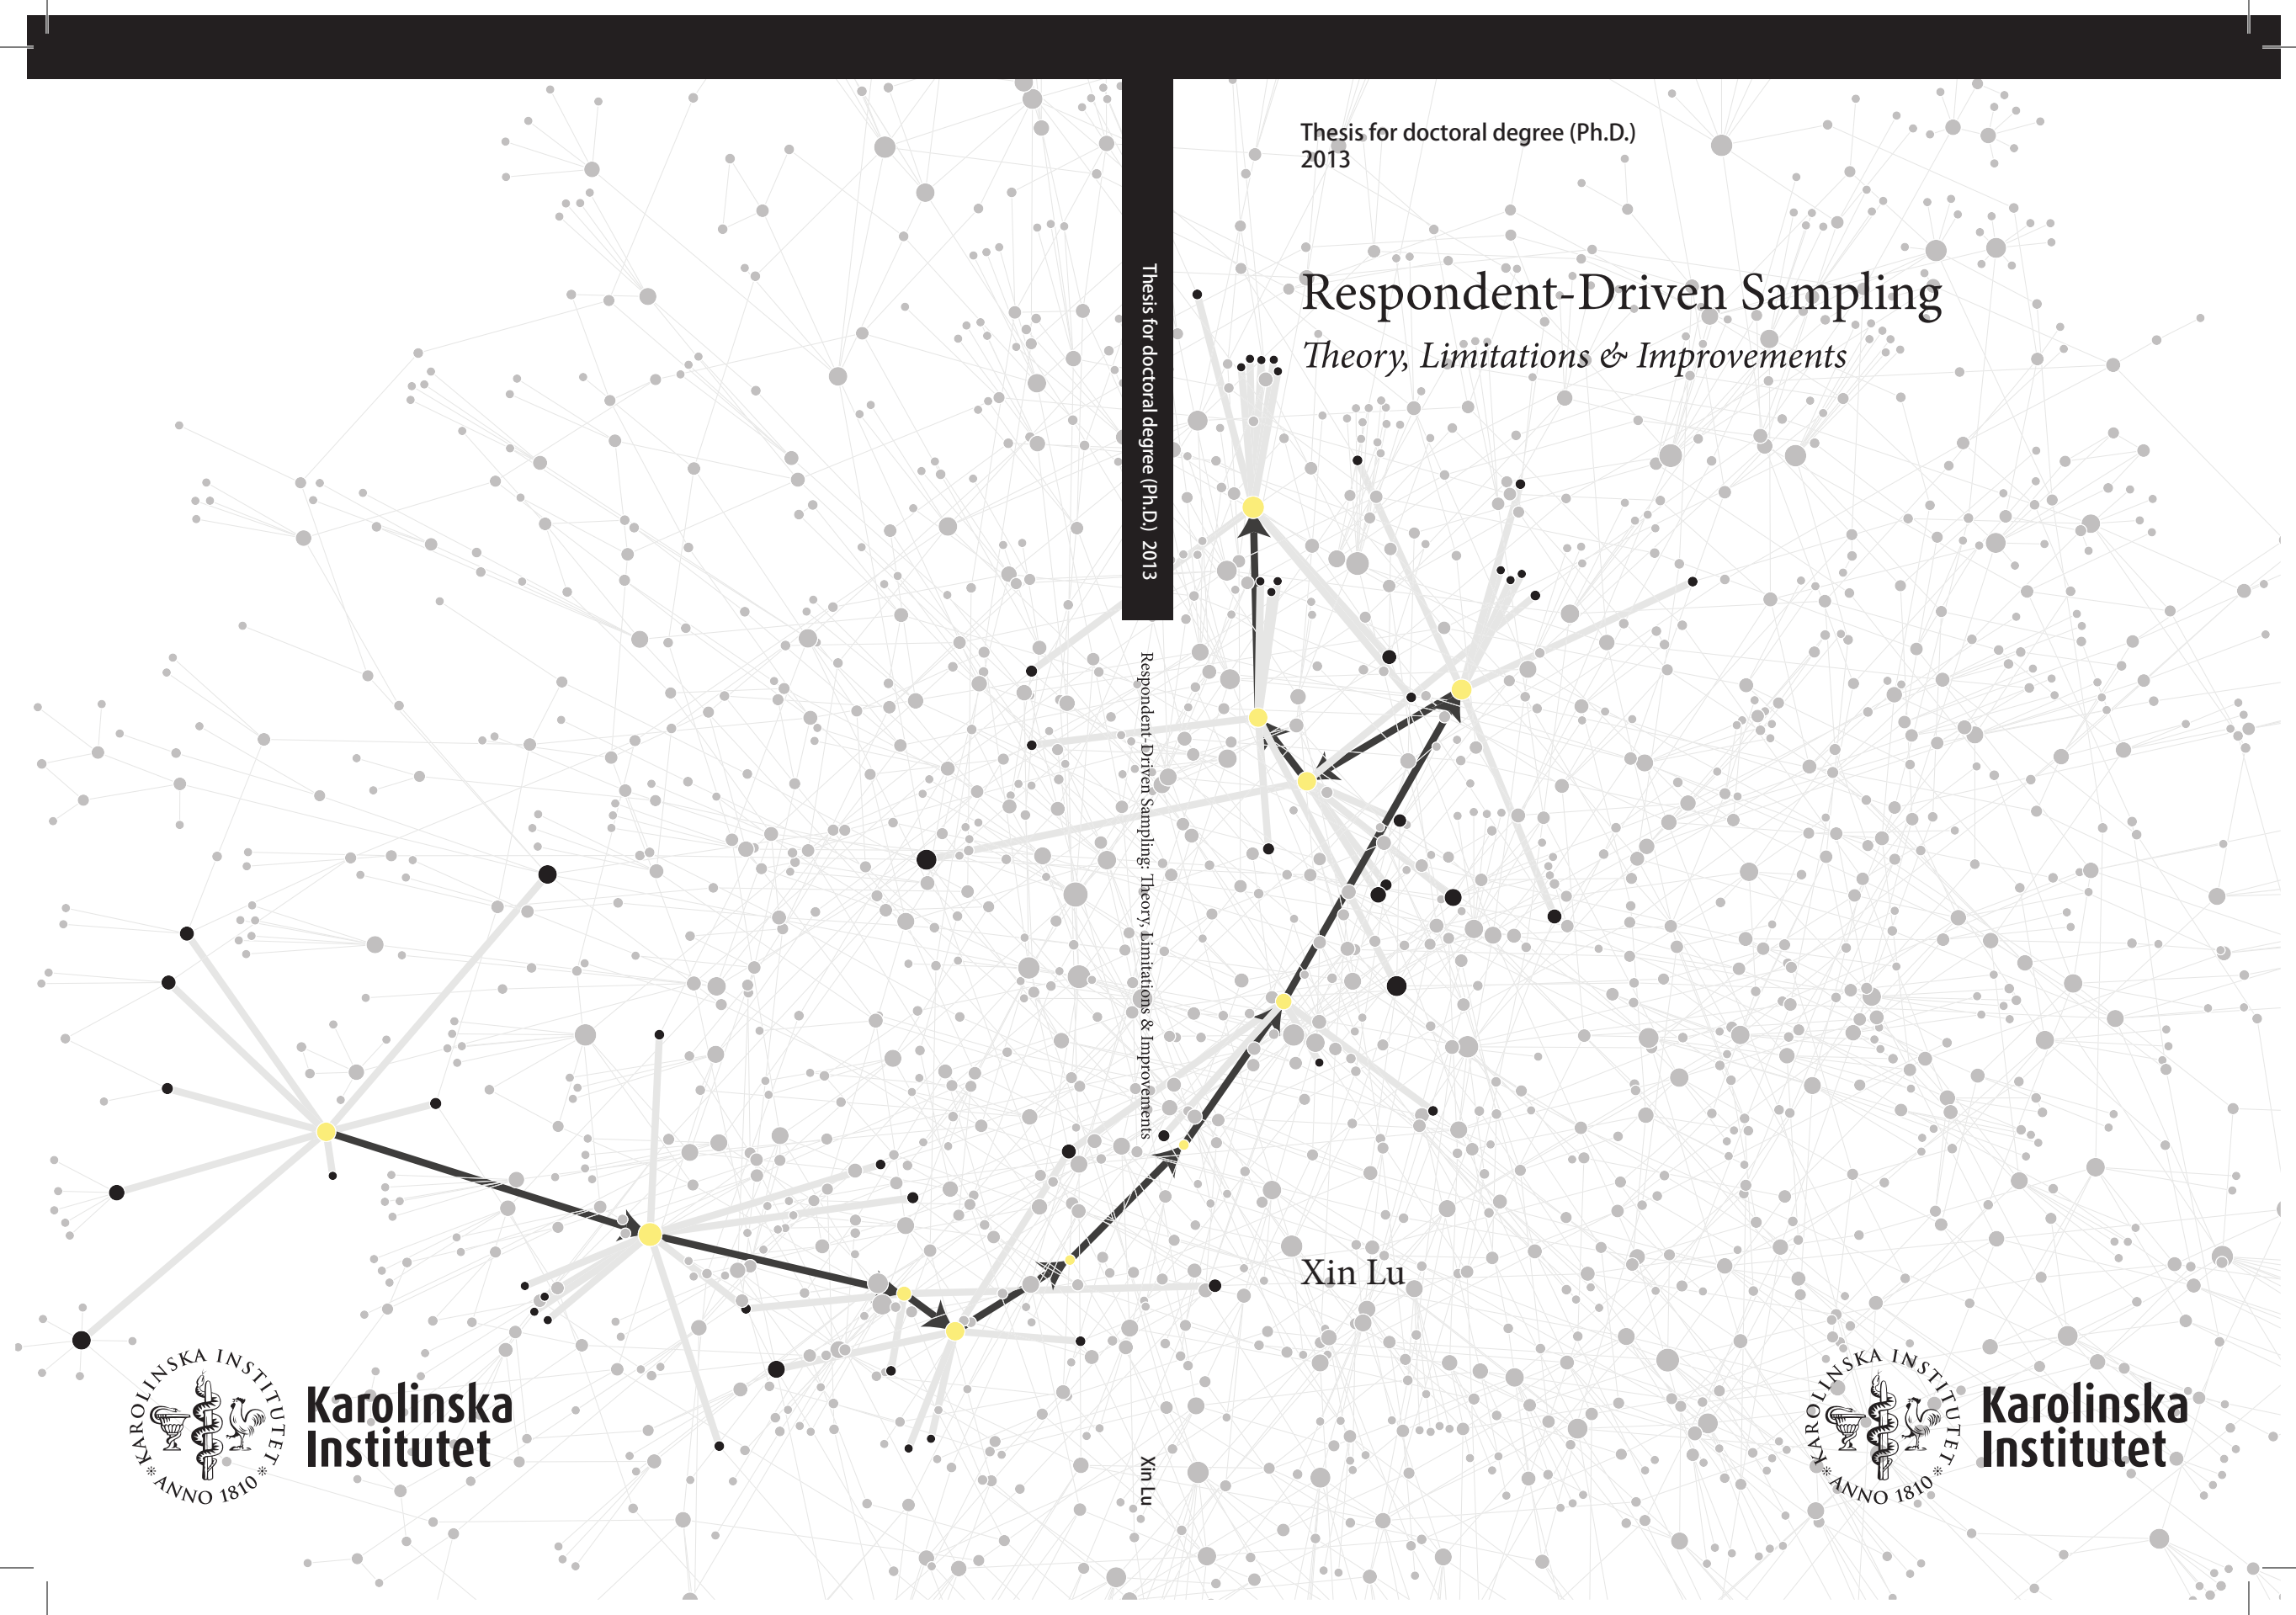 Thesis for doctoral degree (Ph.D.)
2013
Respondent-Driven Sampling
Theory, Limitations & Improvements
Xin Lu
KAROLINSKA INSTITUTET
ANNO 1810
Karolinska
Institutet
Thesis for doctoral degree (Ph.D.) 2013
Respondent-Driven Sampling: Theory, Limitations & Improvements
Xin Lu
KAROLINSKA INSTITUTET
ANNO 1810
Karolinska
Institutet